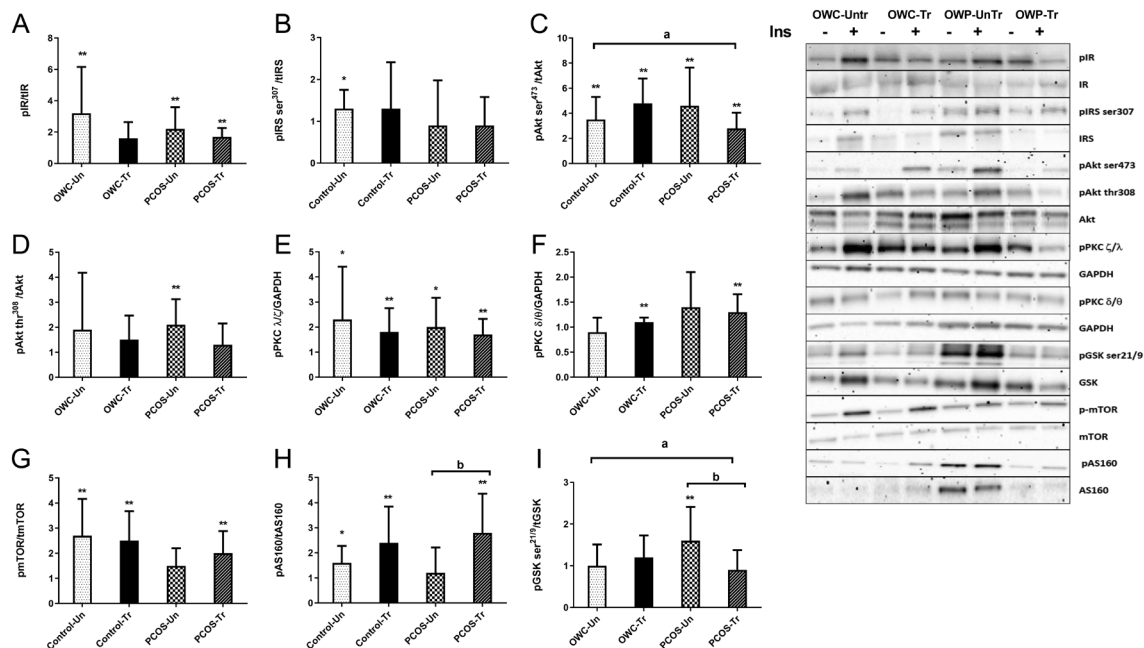 A
pIR/tIR
8
6
4
2
0
**
**
**
OWC-Un
OWC-Tr
PCOS-Un
PCOS-Tr
B
pIRS ser307 /tIRS
3
2
1
0
*
Control-Un
Control-Tr
PCOS-Un
PCOS-Tr
C
pAkt ser473 /tAkt
10
8
6
4
2
0
a
**
**
**
**
Control-Un
Control-Tr
PCOS-Un
PCOS-Tr
D
pAkt thr308 /tAkt
5
4
3
2
1
0
**
OWC-Un
OWC-Tr
PCOS-Un
PCOS-Tr
E
pPKC λ/ζ/GAPDH
5
4
3
2
1
0
*
**
*
**
OWC-Un
OWC-Tr
PCOS-Un
PCOS-Tr
F
pPKC δ/θ/GAPDH
2.5
2.0
1.5
1.0
0.5
0.0
**
**
OWC-Un
OWC-Tr
PCOS-Un
PCOS-Tr
G
pmTOR/tmTOR
5
4
3
2
1
0
**
**
**
Control-Un
Control-Tr
PCOS-Un
PCOS-Tr
H
pAS160/tAS160
5
4
3
2
1
0
b
*
**
**
Control-Un
Control-Tr
PCOS-Un
PCOS-Tr
I
pGSK ser21/9/tGSK
4
3
2
1
0
a
b
**
OWC-Un
OWC-Tr
PCOS-Un
PCOS-Tr
OWC-Untr OWC-Tr OWP-UnTr OWP-Tr
Ins - + - + - + - +
pIR
IR
pIRS ser307
IRS
pAkt ser473
pAkt thr308
Akt
pPKC ζ/λ
GAPDH
pPKC δ/θ
GAPDH
pGSK ser21/9
GSK
p-mTOR
mTOR
pAS160
AS160